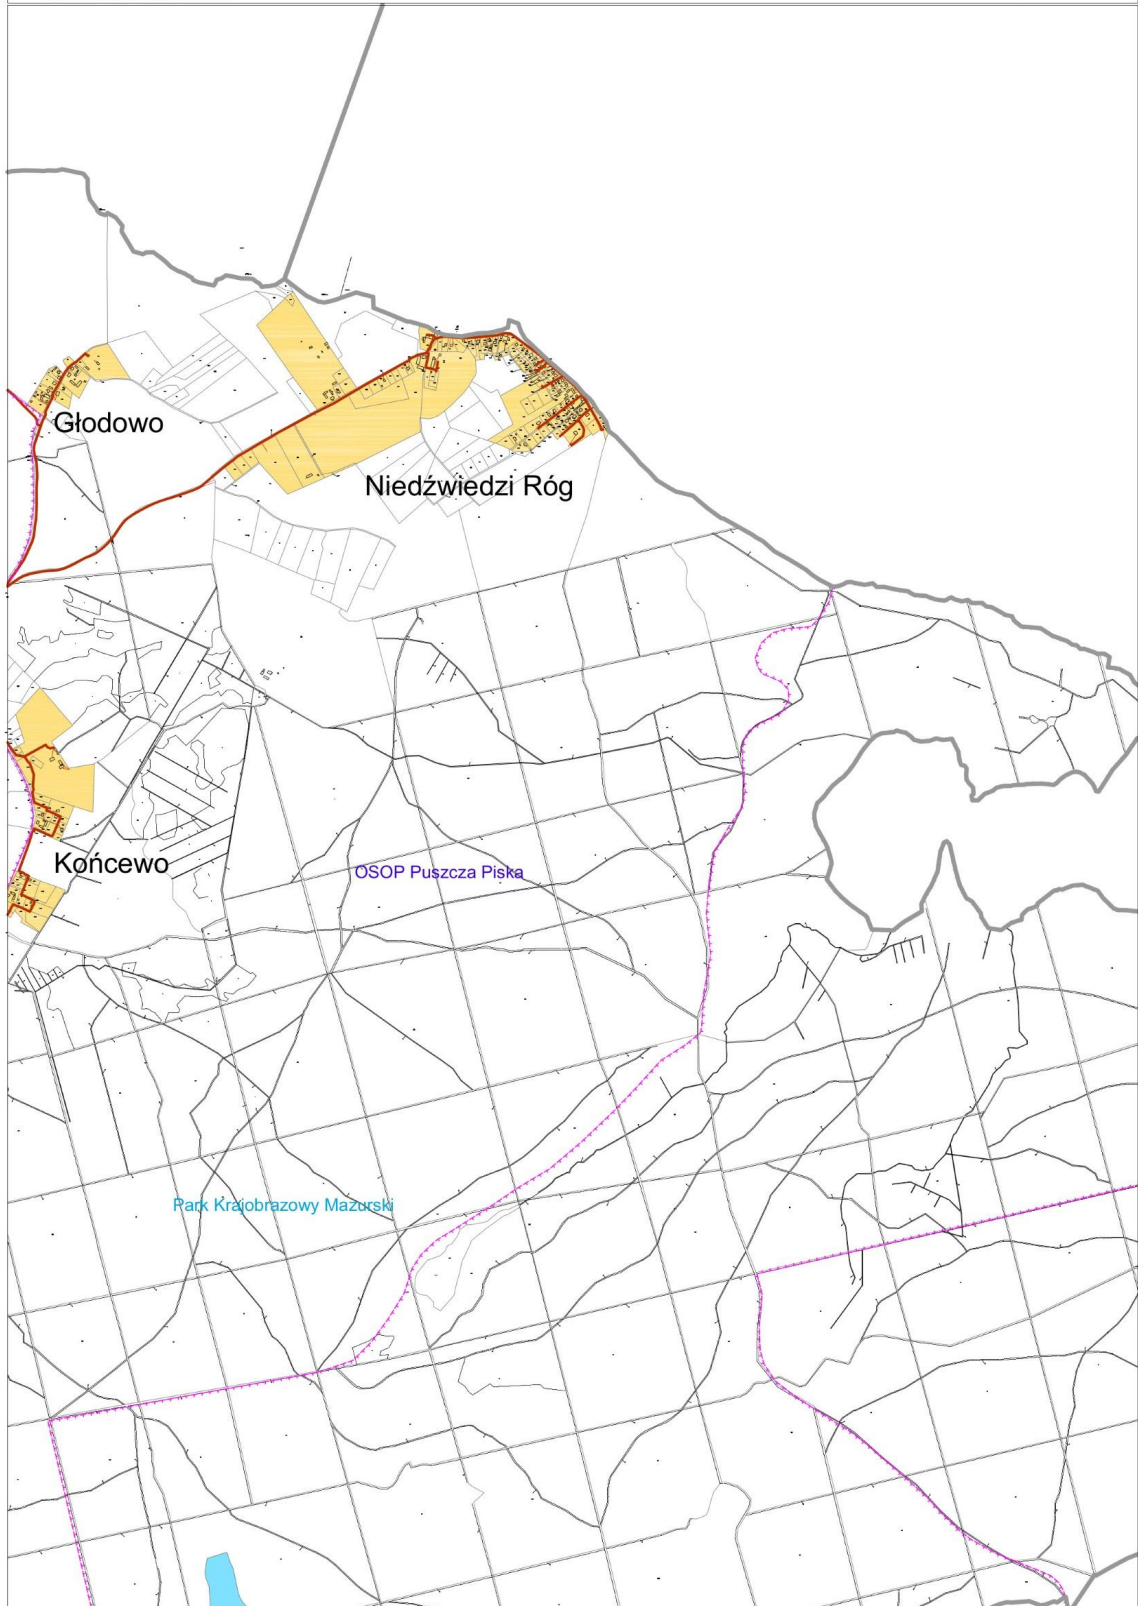 Głodowo
Niedźwiedzi Róg
Końcewo
OSOP Puszcza Piska
Park Krajobrazowy Mazurski